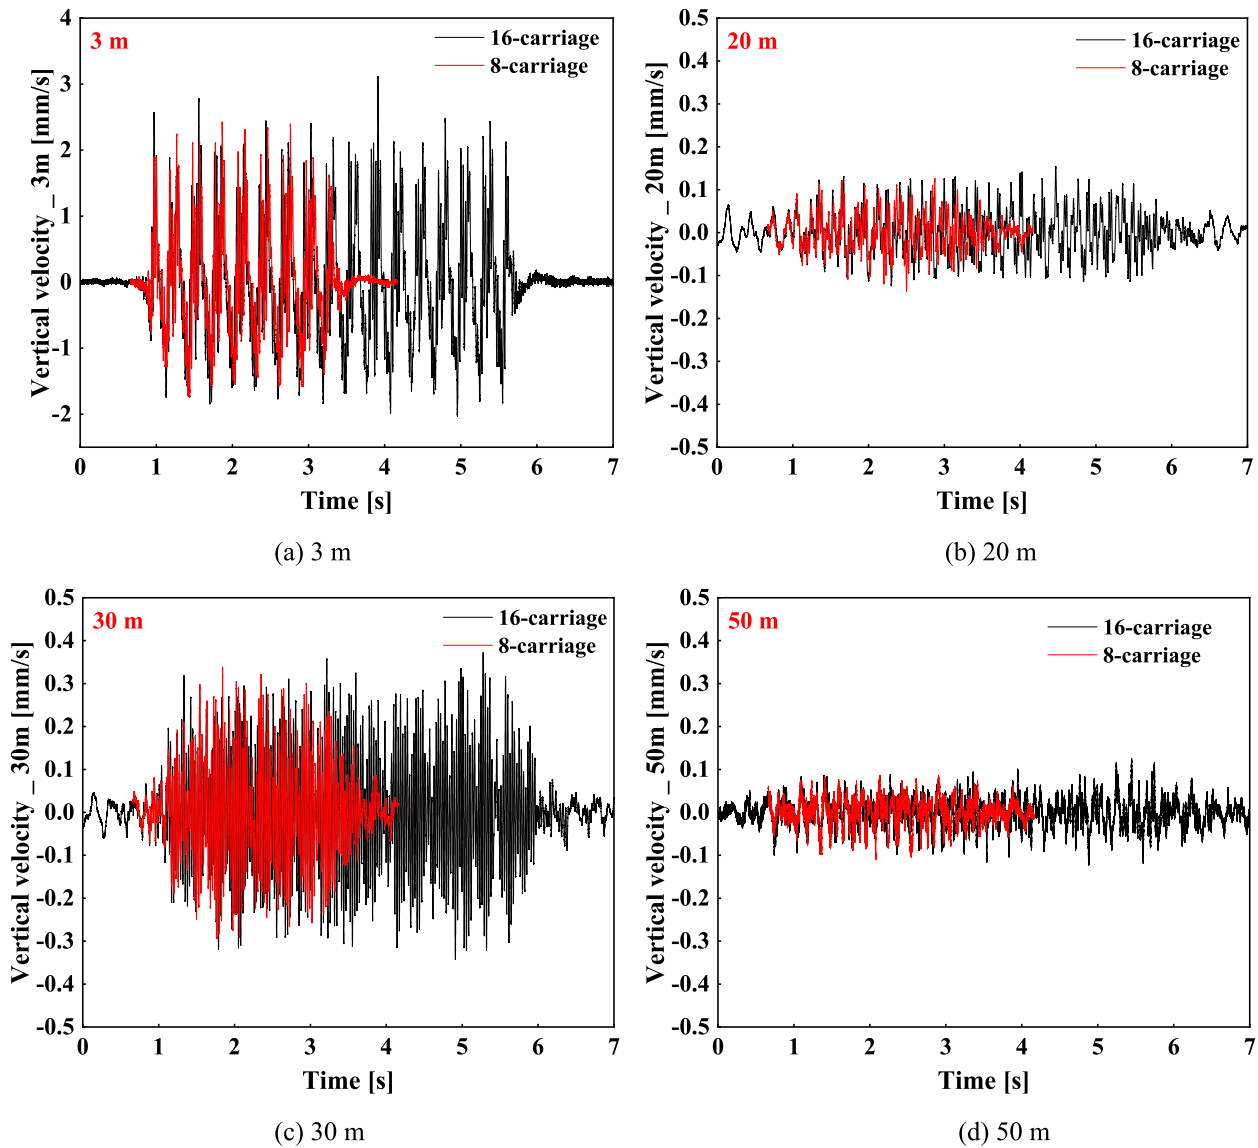 3 m
16-carriage
8-carriage
Vertical velocity _ 3m [mm/s]
4
3
2
1
0
-1
-2
0 1 2 3 4 5 6 7
Time [s]
(a) 3 m
20 m
16-carriage
8-carriage
Vertical velocity _ 20m [mm/s]
0.5
0.4
0.3
0.2
0.1
0.0
-0.1
-0.2
-0.3
-0.4
-0.5
0 1 2 3 4 5 6 7
Time [s]
(b) 20 m
30 m
16-carriage
8-carriage
Vertical velocity _ 30m [mm/s]
0.5
0.4
0.3
0.2
0.1
0.0
-0.1
-0.2
-0.3
-0.4
-0.5
0 1 2 3 4 5 6 7
Time [s]
(c) 30 m
50 m
16-carriage
8-carriage
Vertical velocity _ 50m [mm/s]
0.5
0.4
0.3
0.2
0.1
0.0
-0.1
-0.2
-0.3
-0.4
-0.5
0 1 2 3 4 5 6 7
Time [s]
(d) 50 m